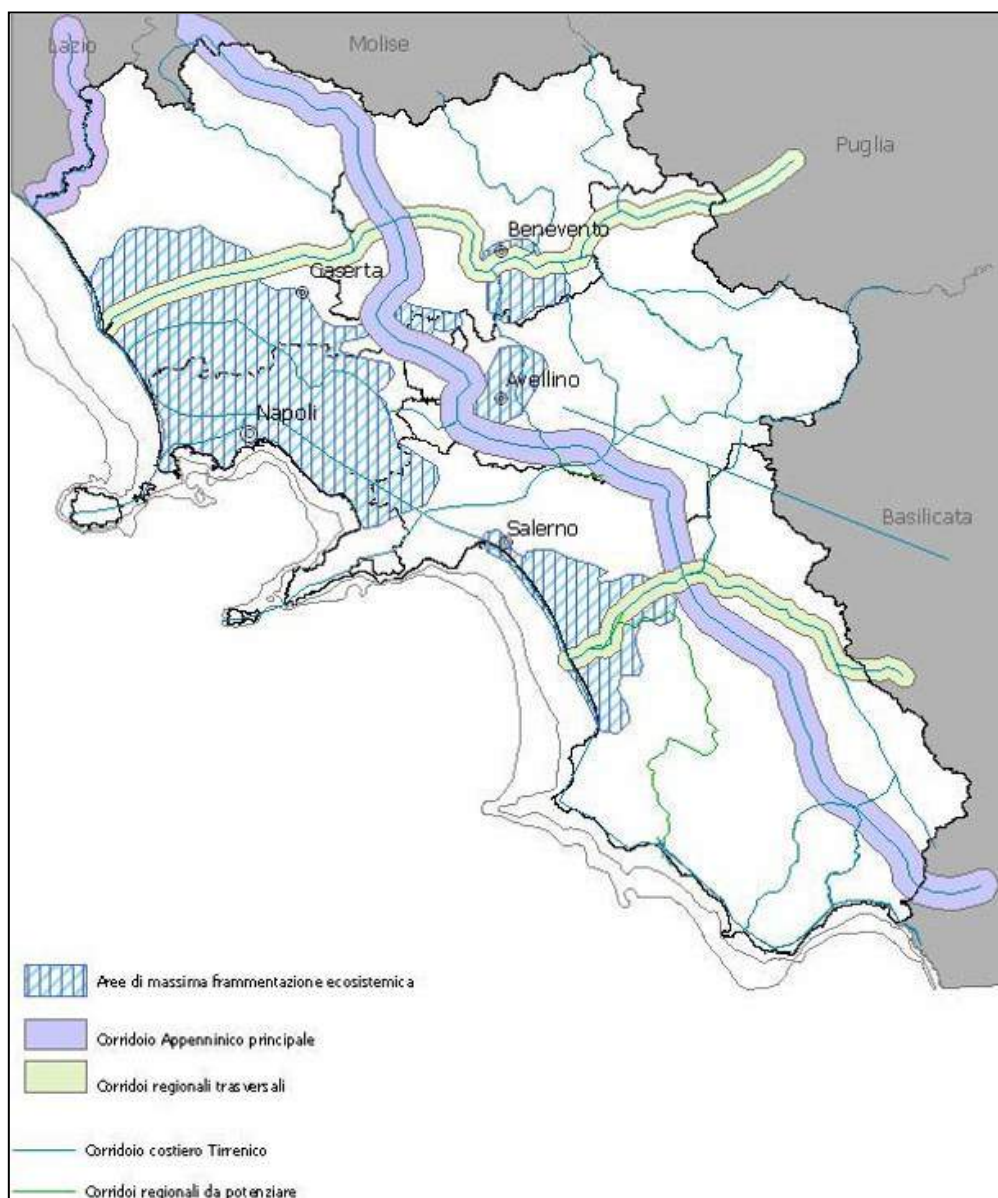 Lazio
Molise
Puglia
Benevento
Caserta
Avellino
Napoli
Basilicata
Salerno
Aree di massima frammentazione ecosistemica
Corridoio Appenninico principale
Corridoi regionali trasversali
Corridoio costiero Tirrenico
Corridoi regionali da potenziare